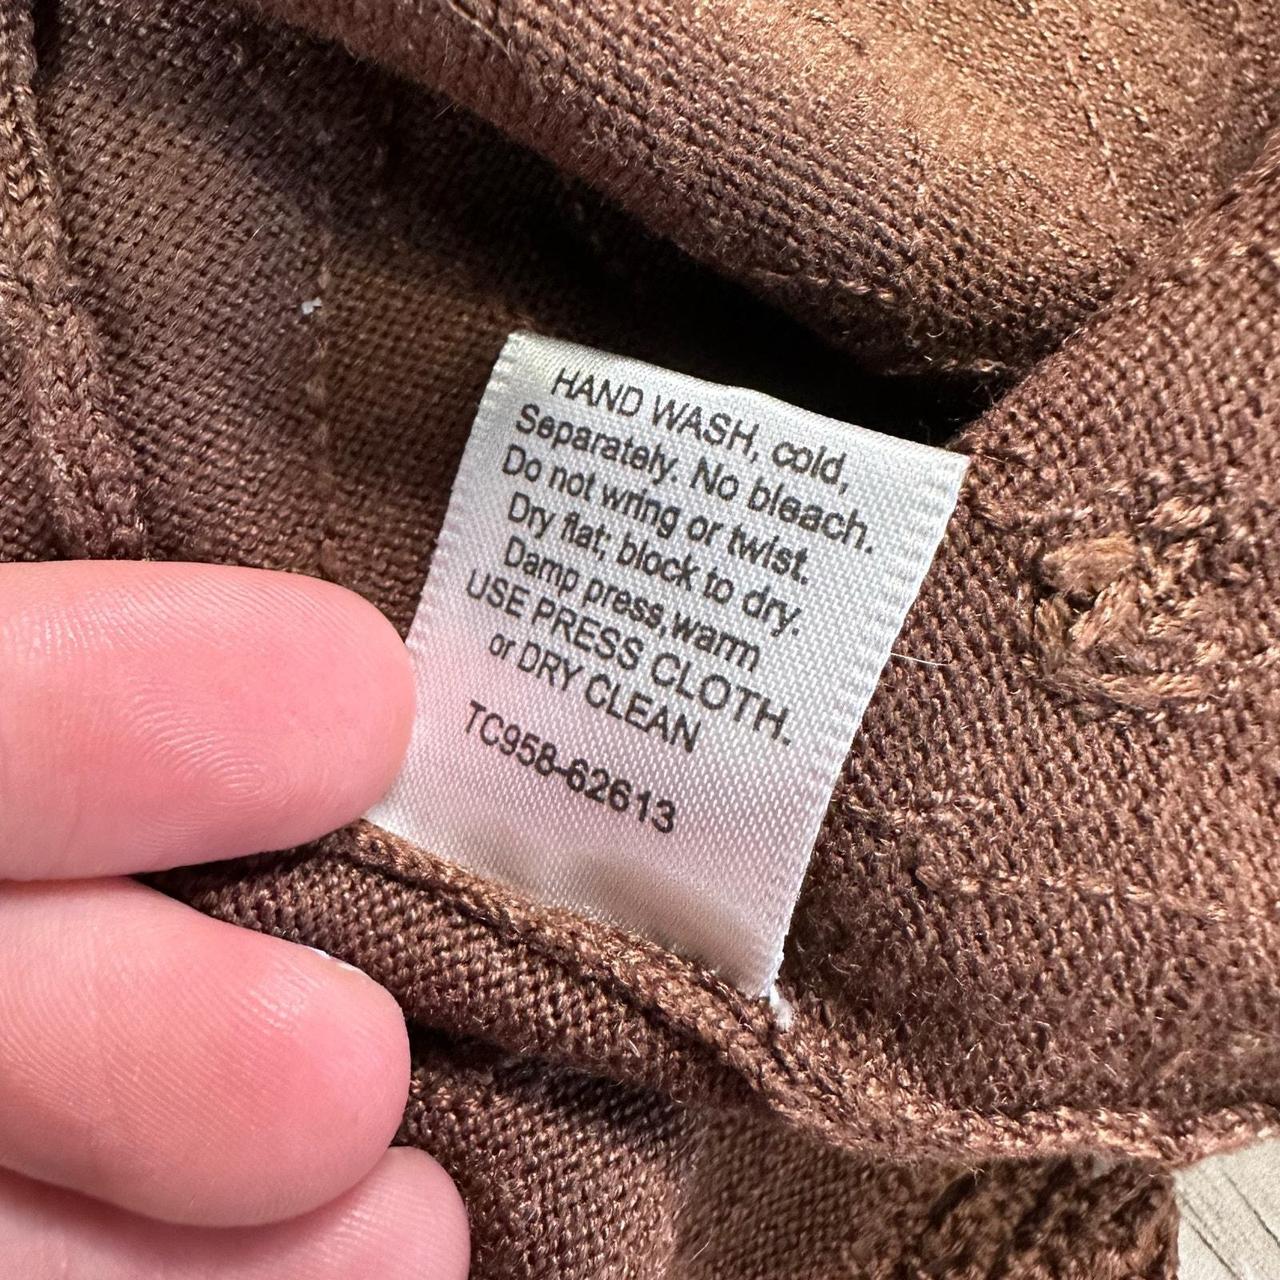 HAND WASH, cold,
Separately. No bleach.
Do not wring or twist.
Dry flat; block to dry.
Damp press,warm
USE PRESS CLOTH.
or DRY CLEAN
TC958-62613